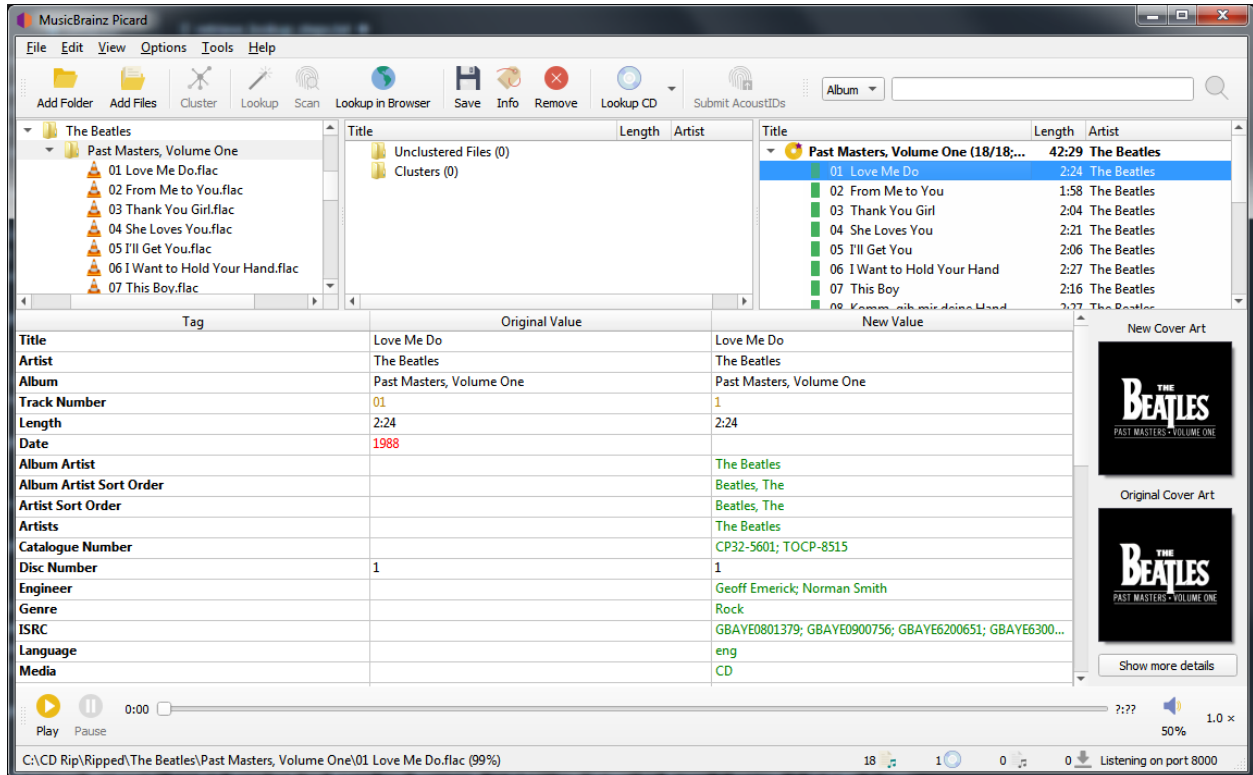 MusicBrainz Picard
File Edit View Options Tools Help
Add Folder Add Files Cluster Lookup Scan Lookup in Browser Save Info Remove Lookup CD Submit AcoustIDs Album
The Beatles
Past Masters, Volume One
01 Love Me Do.flac
02 From Me to You.flac
03 Thank You Girl.flac
04 She Loves You.flac
05 I'll Get You.flac
06 I Want to Hold Your Hand.flac
07 This Boy.flac
Title Length Artist
Unclustered Files (0)
Clusters (0)
Title Length Artist
Past Masters, Volume One (18/18;... 42:29 The Beatles
01 Love Me Do 2:24 The Beatles
02 From Me to You 1:58 The Beatles
03 Thank You Girl 2:04 The Beatles
04 She Loves You 2:21 The Beatles
05 I'll Get You 2:06 The Beatles
06 I Want to Hold Your Hand 2:27 The Beatles
07 This Boy 2:16 The Beatles
08 Komm, gib mir deine Hand 2:27 The Beatles
Tag Original Value New Value
Title Love Me Do Love Me Do
Artist The Beatles The Beatles
Album Past Masters, Volume One Past Masters, Volume One
Track Number 01 1
Length 2:24 2:24
Date 1988
Album Artist The Beatles
Album Artist Sort Order Beatles, The
Artist Sort Order Beatles, The
Artists The Beatles
Catalogue Number CP32-5601; TOCP-8515
Disc Number 1 1
Engineer Geoff Emerick; Norman Smith
Genre Rock
ISRC GBAYE0801379; GBAYE0900756; GBAYE6200651; GBAYE6300...
Language eng
Media CD
New Cover Art
THE
BEATLES
PAST MASTERS • VOLUME ONE
Original Cover Art
THE
BEATLES
PAST MASTERS • VOLUME ONE
Show more details
0:00 ?:??
Play Pause 50% 1.0 ×
C:\CD Rip\Ripped\The Beatles\Past Masters, Volume One\01 Love Me Do.flac (99%) 18 1 0 0 Listening on port 8000